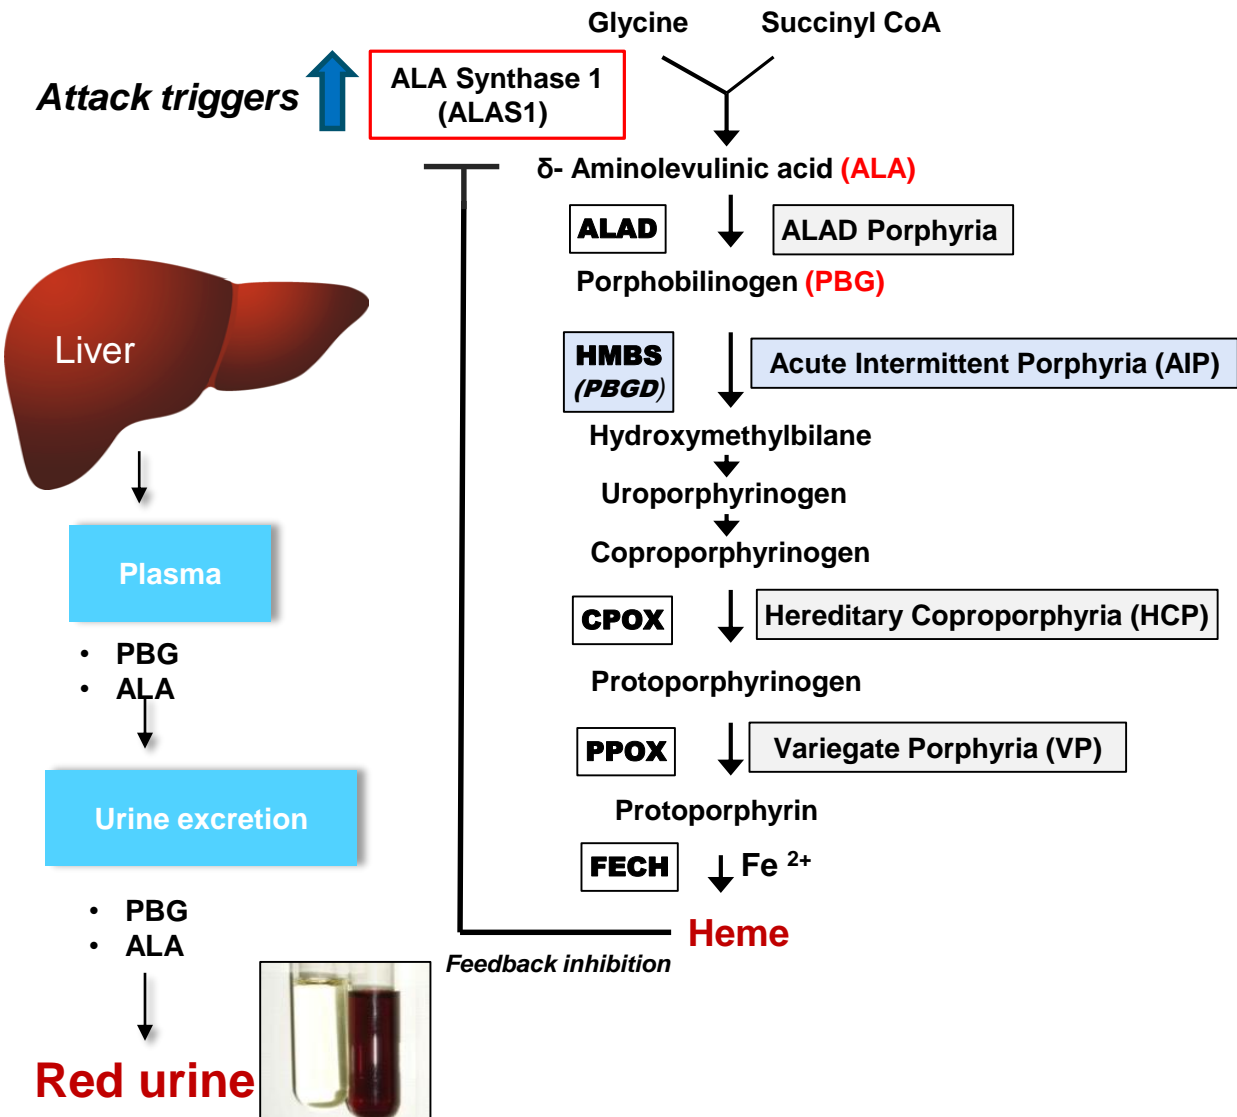 Glycine
Succinyl CoA
Attack triggers
ALA Synthase 1
(ALAS1)
δ- Aminolevulinic acid (ALA)
ALAD
ALAD Porphyria
Porphobilinogen (PBG)
HMBS
(PBGD)
Acute Intermittent Porphyria (AIP)
Hydroxymethylbilane
Uroporphyrinogen
Coproporphyrinogen
CPOX
Hereditary Coproporphyria (HCP)
Protoporphyrinogen
PPOX
Variegate Porphyria (VP)
Protoporphyrin
FECH
Fe 2+
Heme
Feedback inhibition
Liver
Plasma
• PBG
• ALA
Urine excretion
• PBG
• ALA
Red urine